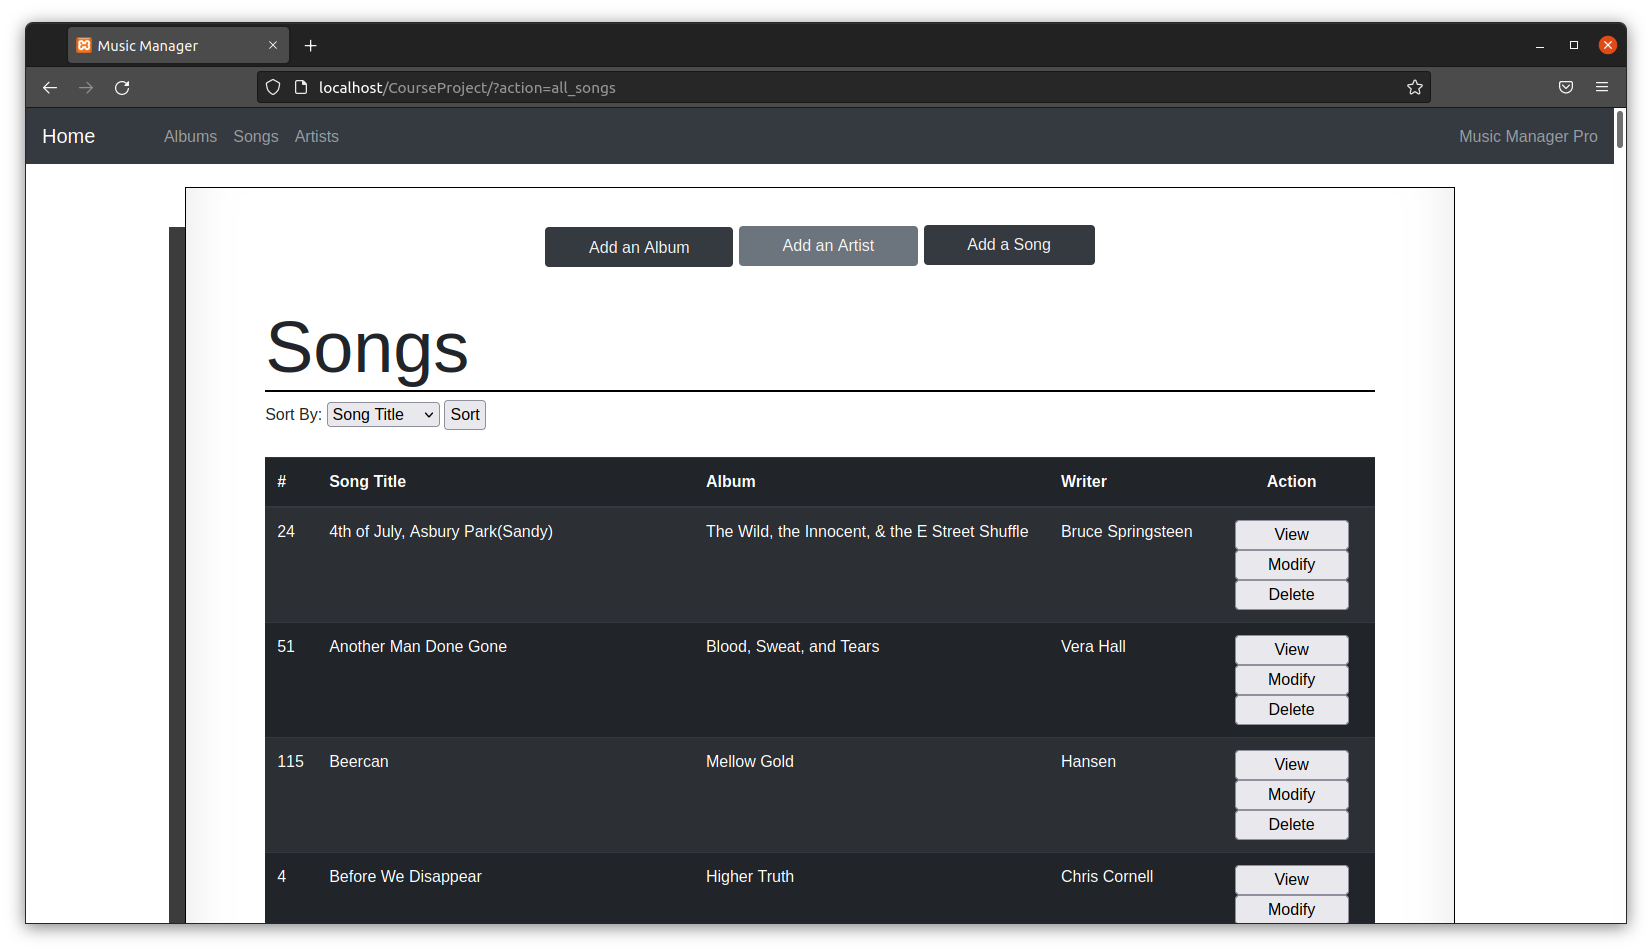 Music Manager
localhost/CourseProject/?action=all_songs
Home Albums Songs Artists Music Manager Pro
Add an Album Add an Artist Add a Song
Songs
Sort By: Song Title Sort
# Song Title Album Writer Action
24 4th of July, Asbury Park(Sandy) The Wild, the Innocent, & the E Street Shuffle Bruce Springsteen View
Modify
Delete
51 Another Man Done Gone Blood, Sweat, and Tears Vera Hall View
Modify
Delete
115 Beercan Mellow Gold Hansen View
Modify
Delete
4 Before We Disappear Higher Truth Chris Cornell View
Modify